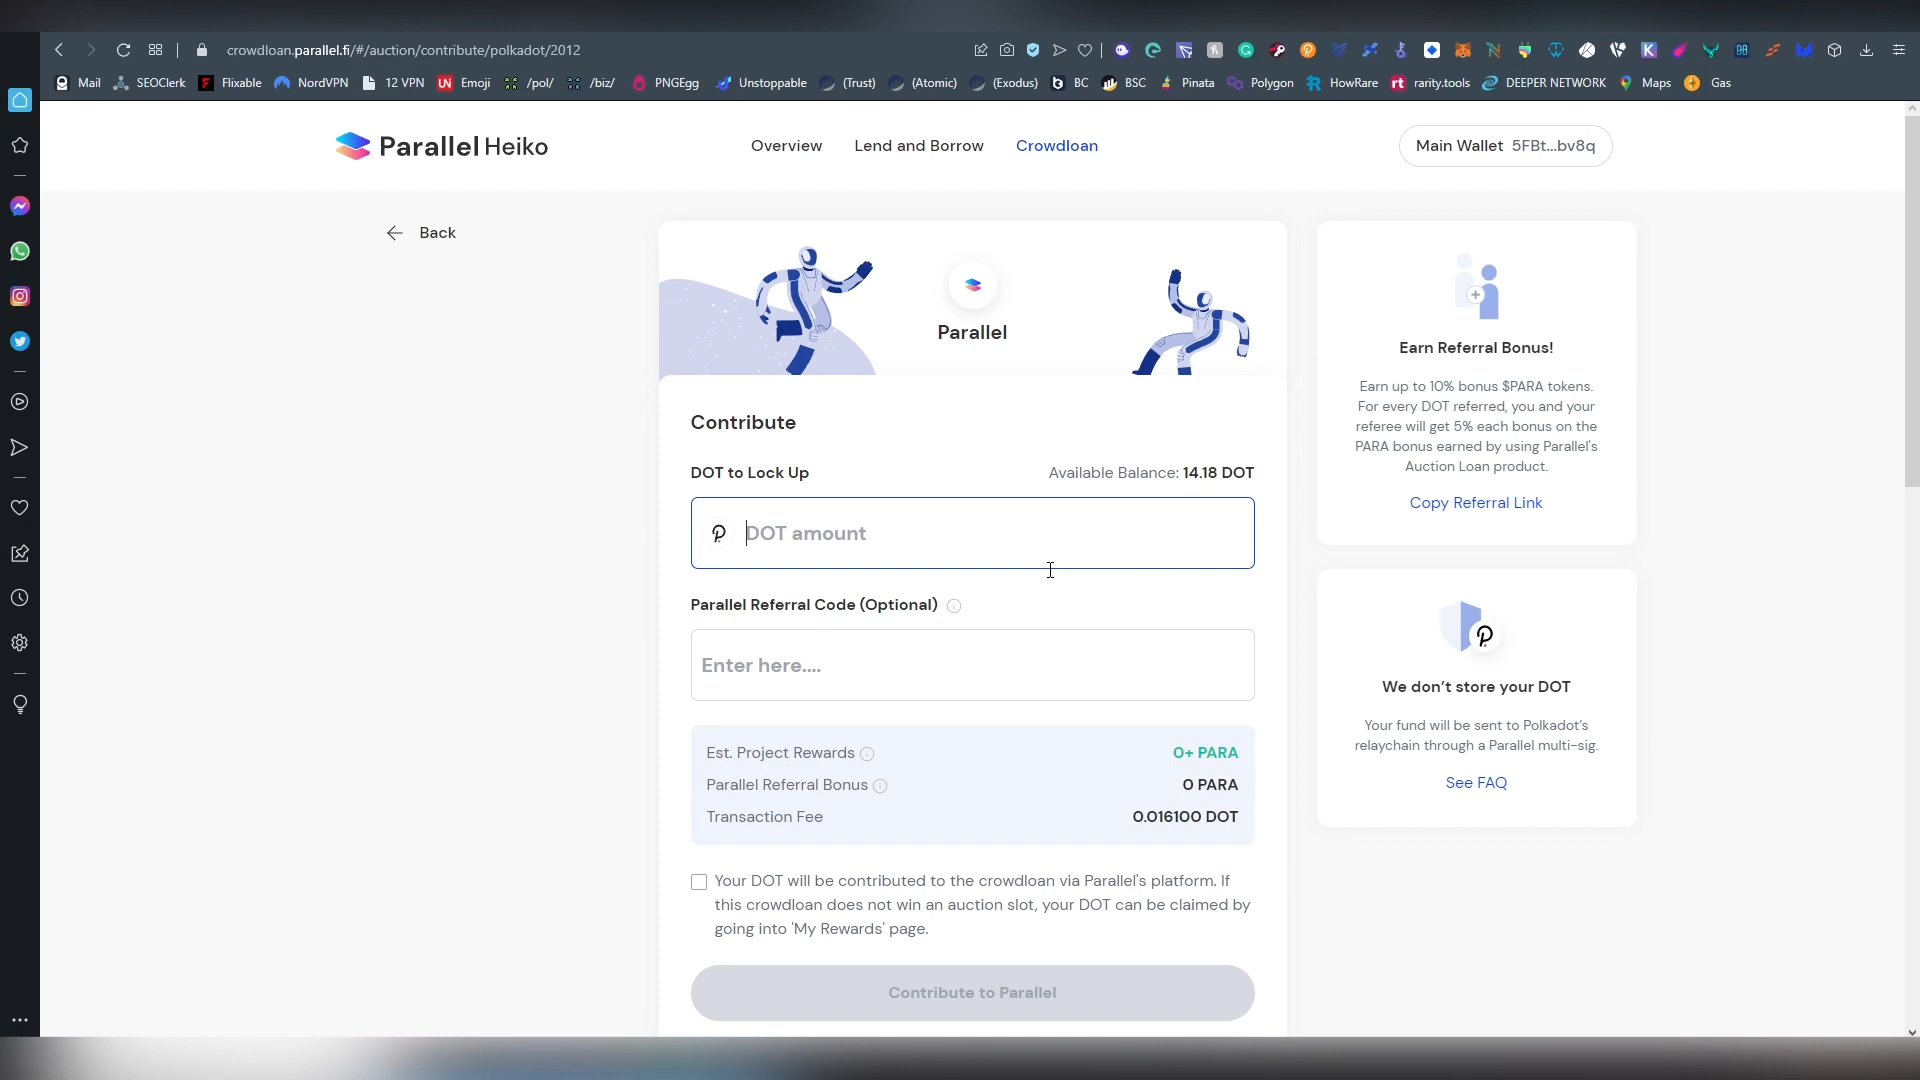 crowdloan.parallel.fi/#/auction/contribute/polkadot/2012
Mail SEOClerk Flixable NordVPN 12 VPN Emoji /pol/ /biz/ PNGEgg Unstoppable (Trust) (Atomic) (Exodus) BC BSC Pinata Polygon HowRare rarity.tools DEEPER NETWORK Maps Gas
Parallel Heiko
Overview Lend and Borrow Crowdloan
Main Wallet 5FBt...bv8q
Back
Parallel
Contribute
DOT to Lock Up Available Balance: 14.18 DOT
DOT amount
Parallel Referral Code (Optional)
Enter here....
Est. Project Rewards 0+ PARA
Parallel Referral Bonus 0 PARA
Transaction Fee 0.016100 DOT
Your DOT will be contributed to the crowdloan via Parallel's platform. If
this crowdloan does not win an auction slot, your DOT can be claimed by
going into 'My Rewards' page.
Contribute to Parallel
Earn Referral Bonus!
Earn up to 10% bonus $PARA tokens.
For every DOT referred, you and your
referee will get 5% each bonus on the
PARA bonus earned by using Parallel's
Auction Loan product.
Copy Referral Link
We don't store your DOT
Your fund will be sent to Polkadot's
relaychain through a Parallel multi-sig.
See FAQ